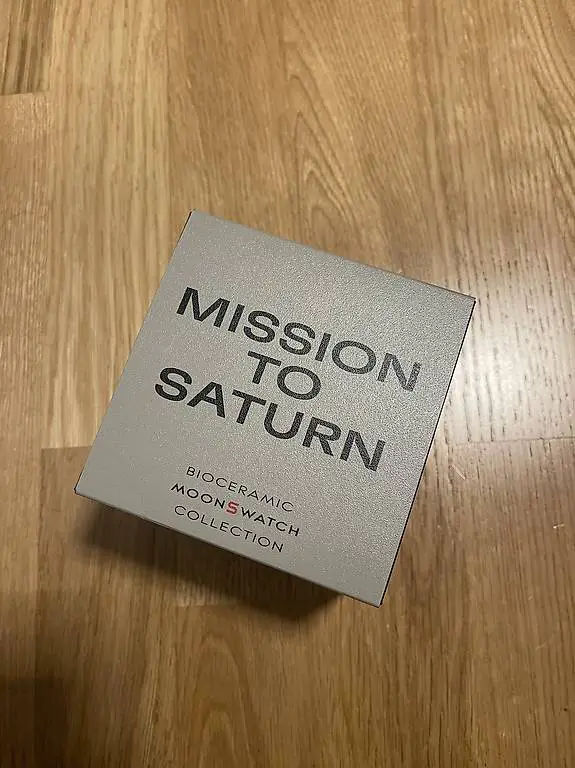 MISSION
TO
SATURN
BIOCERAMIC
MOONSWATCH
COLLECTION